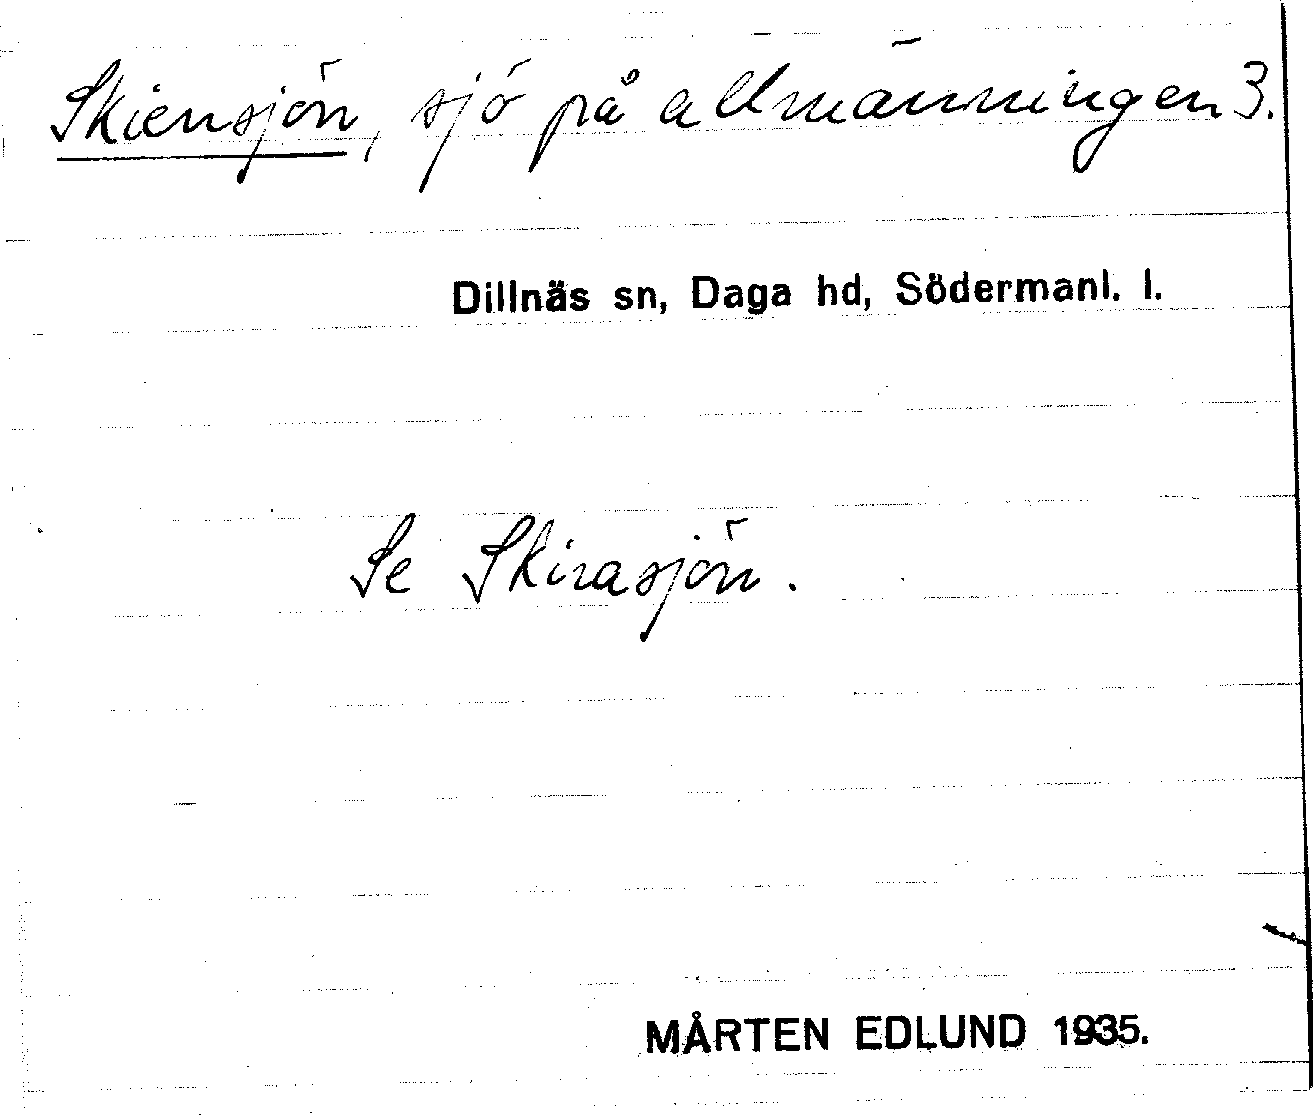 Skiensjön, sjö på allmänningen 3.
Dillnäs sn, Daga hd, Södermanl. l.
Se Skirasjön.
MÅRTEN EDLUND 1935.